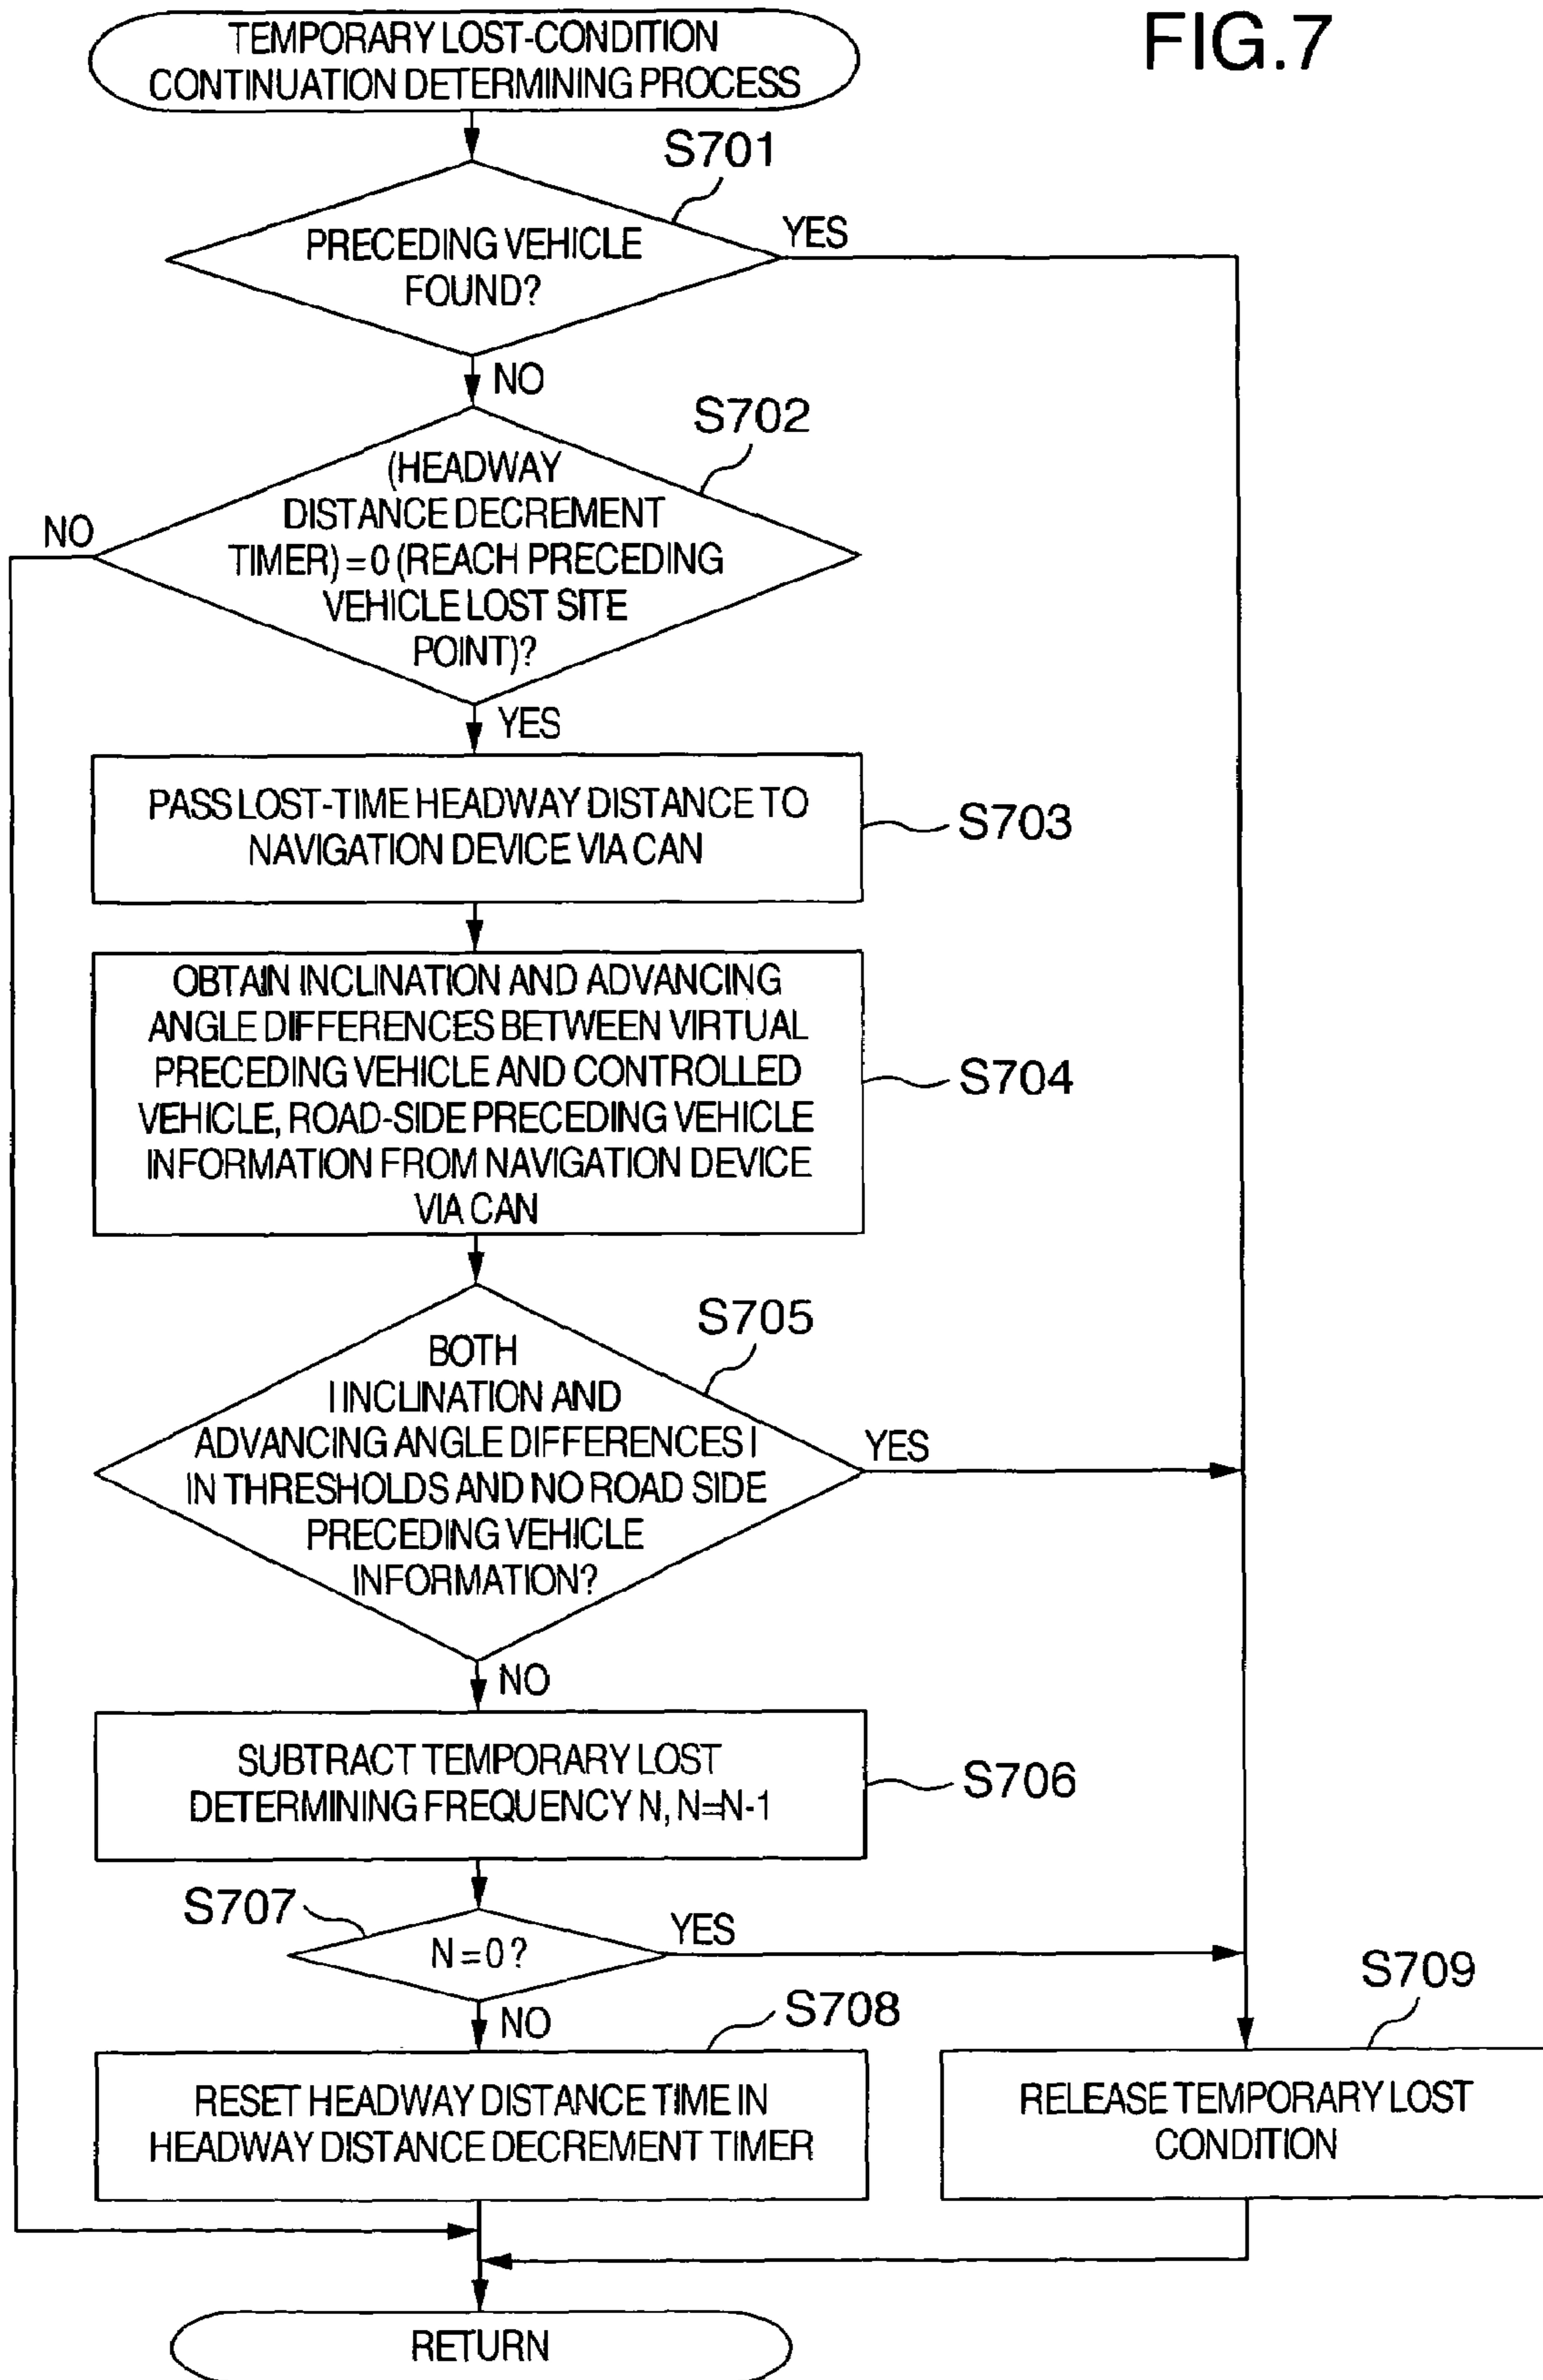 FIG.7
TEMPORARY LOST-CONDITION
CONTINUATION DETERMINING PROCESS
S701
PRECEDING VEHICLE
FOUND?
YES
NO
S702
(HEADWAY
DISTANCE DECREMENT
TIMER)=0 (REACH PRECEDING
VEHICLE LOST SITE
POINT)?
NO
YES
PASS LOST-TIME HEADWAY DISTANCE TO
NAVIGATION DEVICE VIA CAN
S703
OBTAIN INCLINATION AND ADVANCING
ANGLE DIFFERENCES BETWEEN VIRTUAL
PRECEDING VEHICLE AND CONTROLLED
VEHICLE, ROAD-SIDE PRECEDING VEHICLE
INFORMATION FROM NAVIGATION DEVICE
VIA CAN
S704
S705
BOTH
| INCLINATION AND
ADVANCING ANGLE DIFFERENCES |
IN THRESHOLDS AND NO ROAD SIDE
PRECEDING VEHICLE
INFORMATION?
YES
NO
SUBTRACT TEMPORARY LOST
DETERMINING FREQUENCY N, N=N-1
S706
S707
N=0?
YES
NO
S708
RESET HEADWAY DISTANCE TIME IN
HEADWAY DISTANCE DECREMENT TIMER
S709
RELEASE TEMPORARY LOST
CONDITION
RETURN